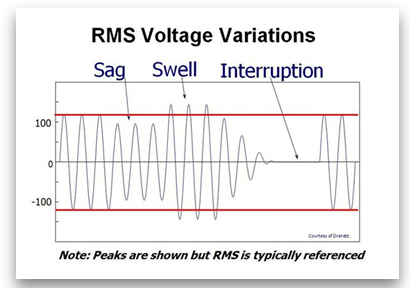 RMS Voltage Variations
Sag Swell Interruption
100
0
-100
Courtesy of Dranetz
Note: Peaks are shown but RMS is typically referenced